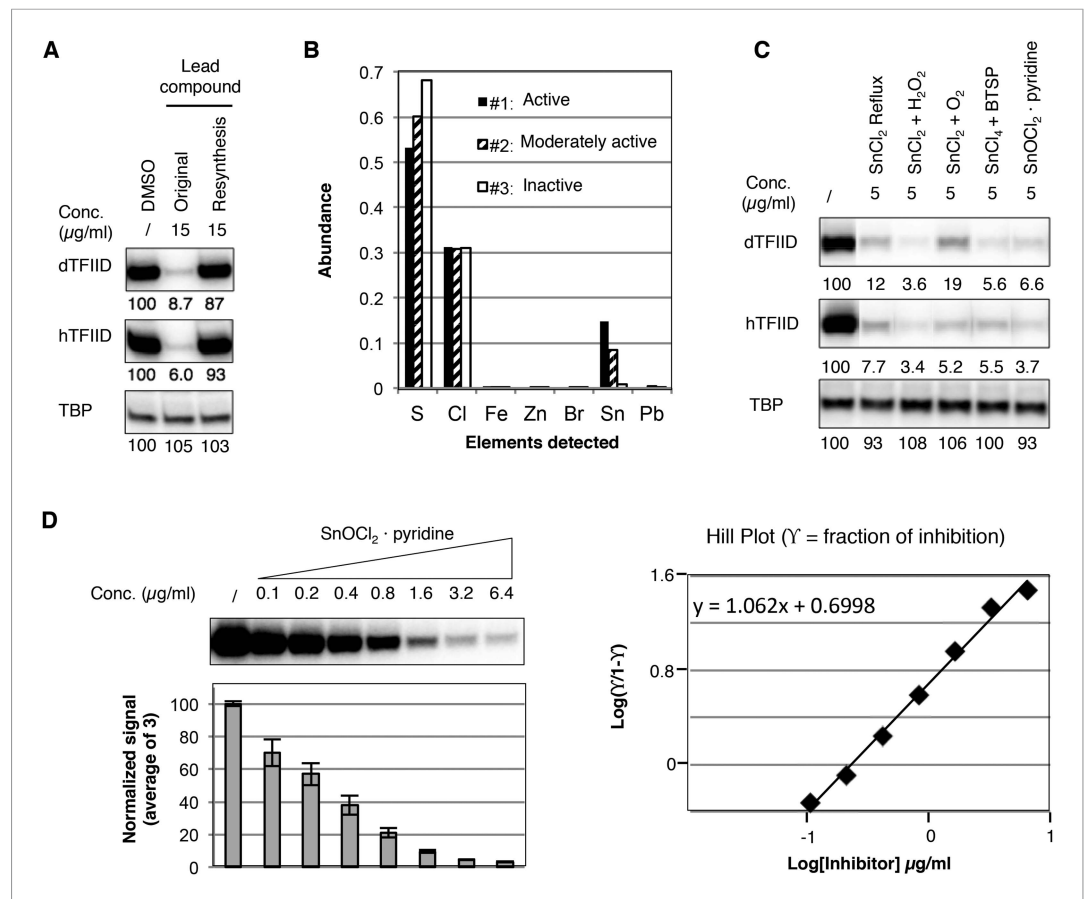 A
Lead
compound
DMSO
Original
Resynthesis
Conc.
(µg/ml)
/ 15 15
dTFIID
100 8.7 87
hTFIID
100 6.0 93
TBP
100 105 103
B
0.7
0.6
0.5
0.4
0.3
0.2
0.1
0
Abundance
#1: Active
#2: Moderately active
#3: Inactive
S Cl Fe Zn Br Sn Pb
Elements detected
C
SnCl₂ Reflux
SnCl₂ + H₂O₂
SnCl₂ + O₂
SnCl₄ + BTSP
SnOCl₂ · pyridine
Conc.
(µg/ml)
/ 5 5 5 5 5
dTFIID
100 12 3.6 19 5.6 6.6
hTFIID
100 7.7 3.4 5.2 5.5 3.7
TBP
100 93 108 106 100 93
D
SnOCl₂ · pyridine
Conc. (µg/ml) / 0.1 0.2 0.4 0.8 1.6 3.2 6.4
Normalized signal
(average of 3)
100
80
60
40
20
0
Hill Plot (ϒ = fraction of inhibition)
1.6
y = 1.062x + 0.6998
0.8
0
Log(ϒ/1-ϒ)
-1 0 1
Log[Inhibitor] µg/ml